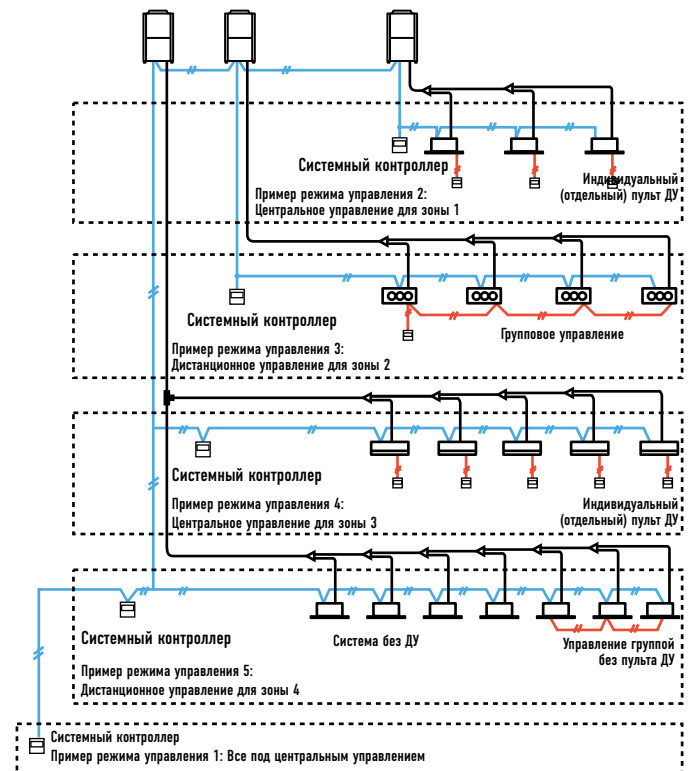 Системный контроллер
Пример режима управления 2:
Центральное управление для зоны 1
Индивидуальный
(отдельный) пульт ДУ
Системный контроллер
Пример режима управления 3:
Дистанционное управление для зоны 2
Групповое управление
Системный контроллер
Пример режима управления 4:
Центральное управление для зоны 3
Индивидуальный
(отдельный) пульт ДУ
Системный контроллер
Пример режима управления 5:
Дистанционное управление для зоны 4
Система без ДУ
Управление группой
без пульта ДУ
Системный контроллер
Пример режима управления 1: Все под центральным управлением